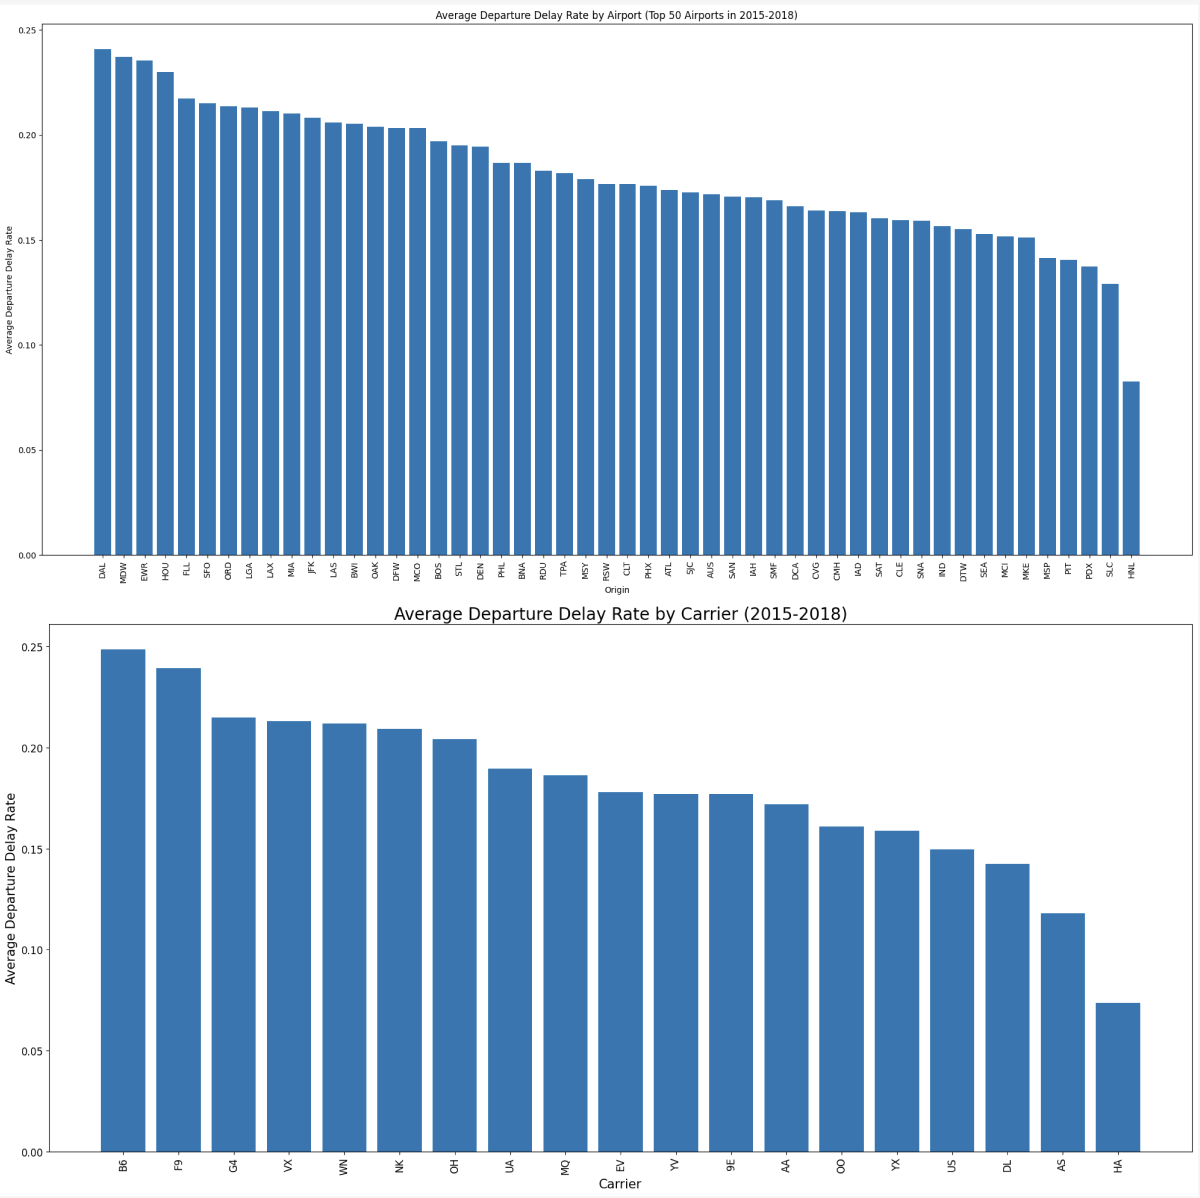 Average Departure Delay Rate by Airport (Top 50 Airports in 2015-2018)
0.25
0.20
0.15
0.10
0.05
0.00
Average Departure Delay Rate
DAL MDW EWR HOU FLL SFO ORD LGA LAX MIA JFK LAS BWI OAK DFW MCO BOS STL DEN PHL BNA RDU TPA MSY RSW CLT PHX ATL SJC AUS SAN IAH SMF DCA CVG CMH IAD SAT CLE SNA IND DTW SEA MCI MKE MSP PIT PDX SLC HNL
Origin
Average Departure Delay Rate by Carrier (2015-2018)
0.25
0.20
0.15
0.10
0.05
0.00
Average Departure Delay Rate
B6 F9 G4 VX WN NK OH UA MQ EV YV 9E AA OO YX US DL AS HA
Carrier